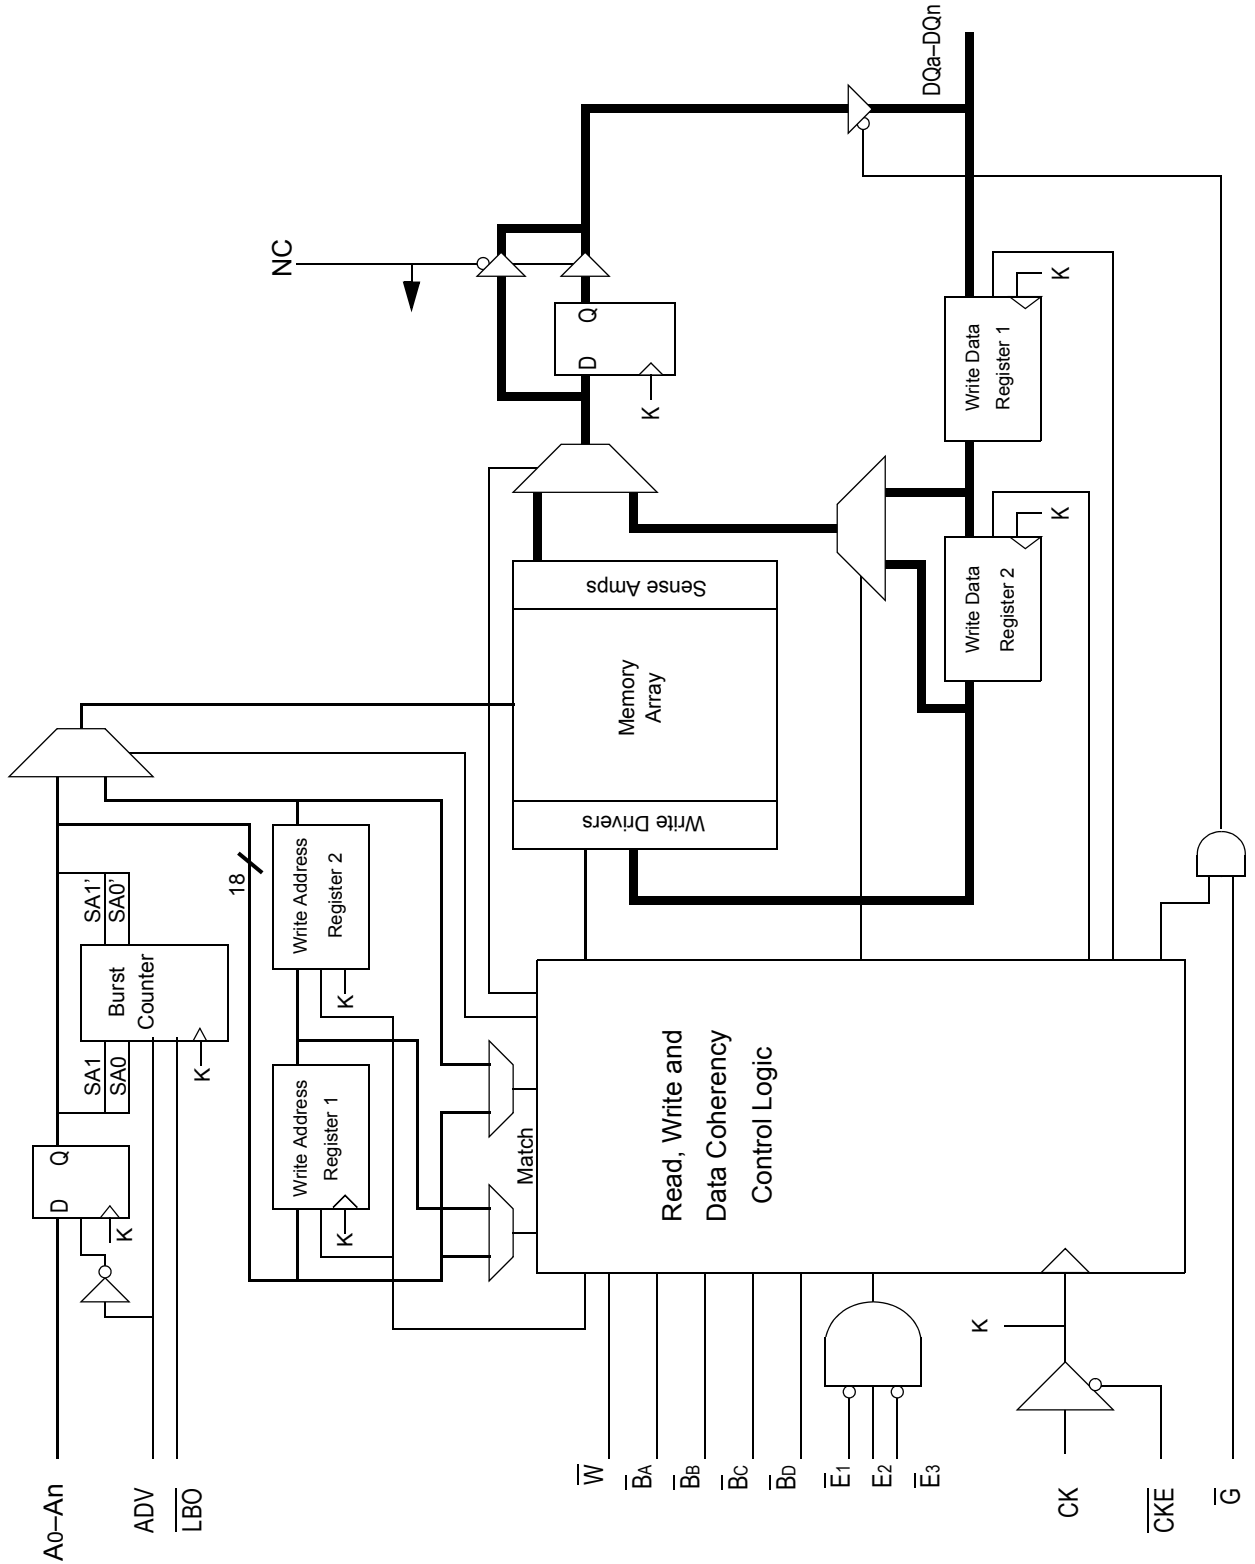 A0–An
ADV
LBO
W
BA
BB
BC
BD
E1
E2
E3
CK
CKE
G
D
Q
K
SA1
SA0
Burst
Counter
SA1'
SA0'
K
18
Write Address
Register 1
K
Write Address
Register 2
K
Match
Read, Write and
Data Coherency
Control Logic
K
Write Drivers
Memory
Array
Sense Amps
D
Q
K
NC
Write Data
Register 2
K
Write Data
Register 1
K
DQa–DQn